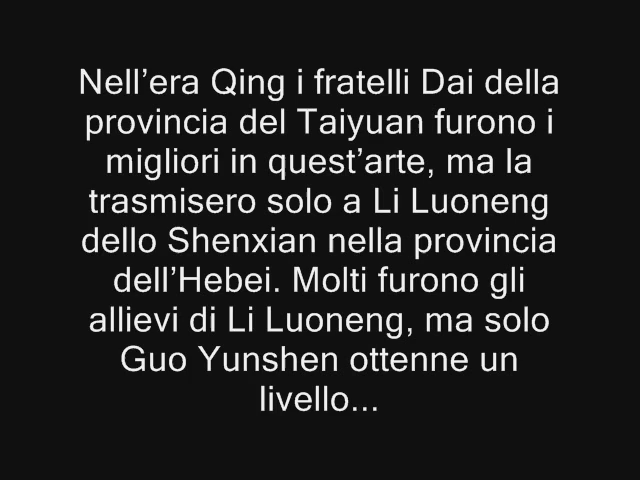 Nell’era Qing i fratelli Dai della
provincia del Taiyuan furono i
migliori in quest’arte, ma la
trasmisero solo a Li Luoneng
dello Shenxian nella provincia
dell’Hebei. Molti furono gli
allievi di Li Luoneng, ma solo
Guo Yunshen ottenne un
livello...